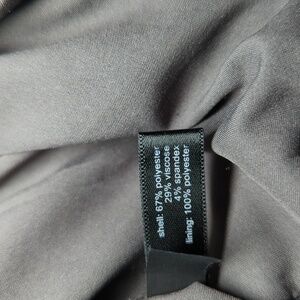 shell: 67% polyester
29% viscose
4% spandex
lining: 100% polyester